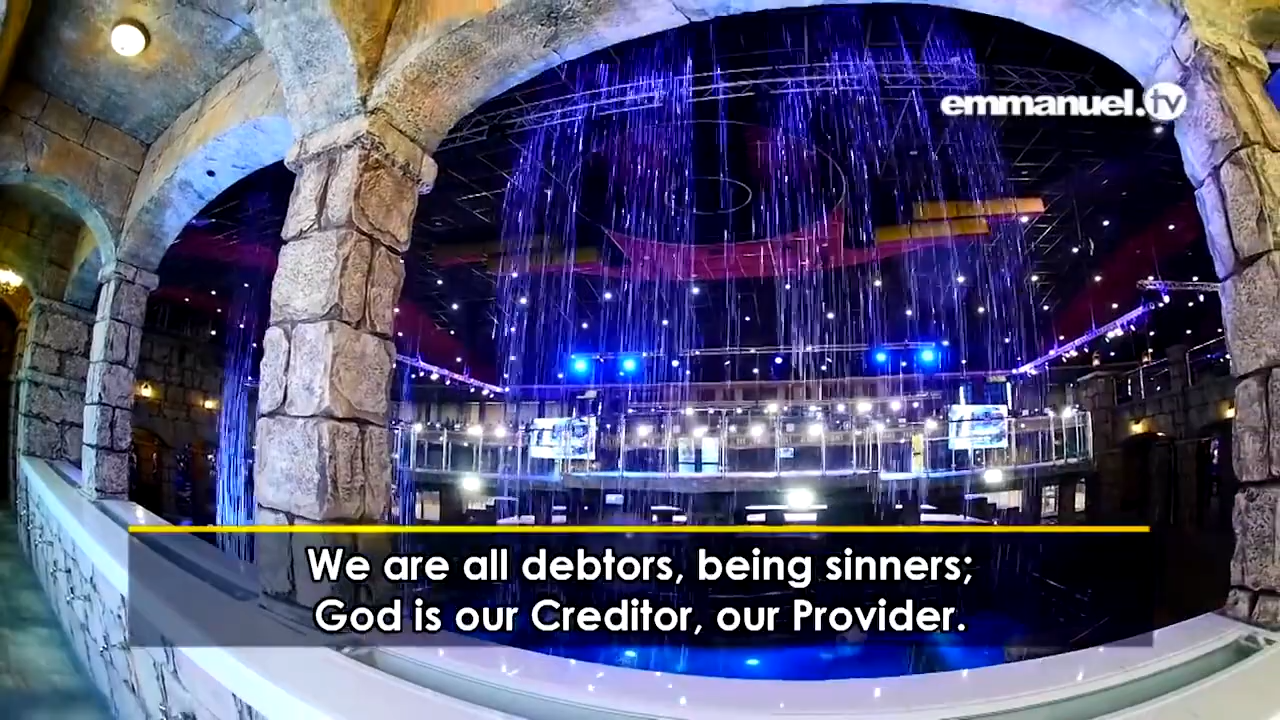 emmanuel.tv
We are all debtors, being sinners;
God is our Creditor, our Provider.